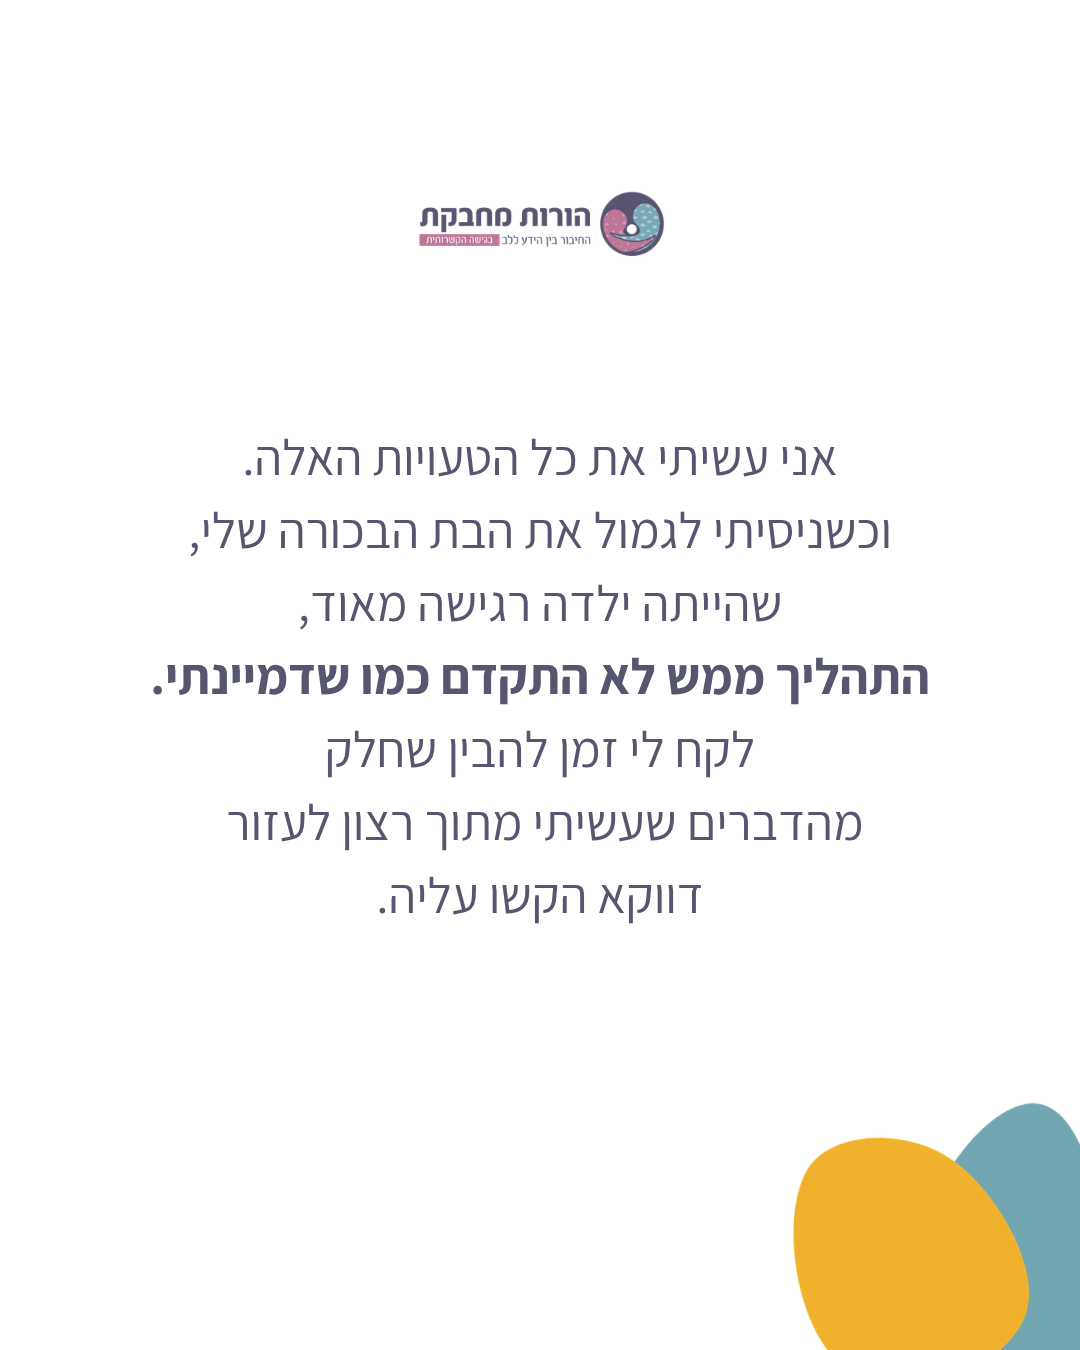 הורות מחבקת
החיבור בין הידע ללב בגישה הקשרותית
אני עשיתי את כל הטעויות האלה.
וכשניסיתי לגמול את הבת הבכורה שלי,
שהייתה ילדה רגישה מאוד,
התהליך ממש לא התקדם כמו שדמיינתי.
לקח לי זמן להבין שחלק
מהדברים שעשיתי מתוך רצון לעזור
דווקא הקשו עליה.